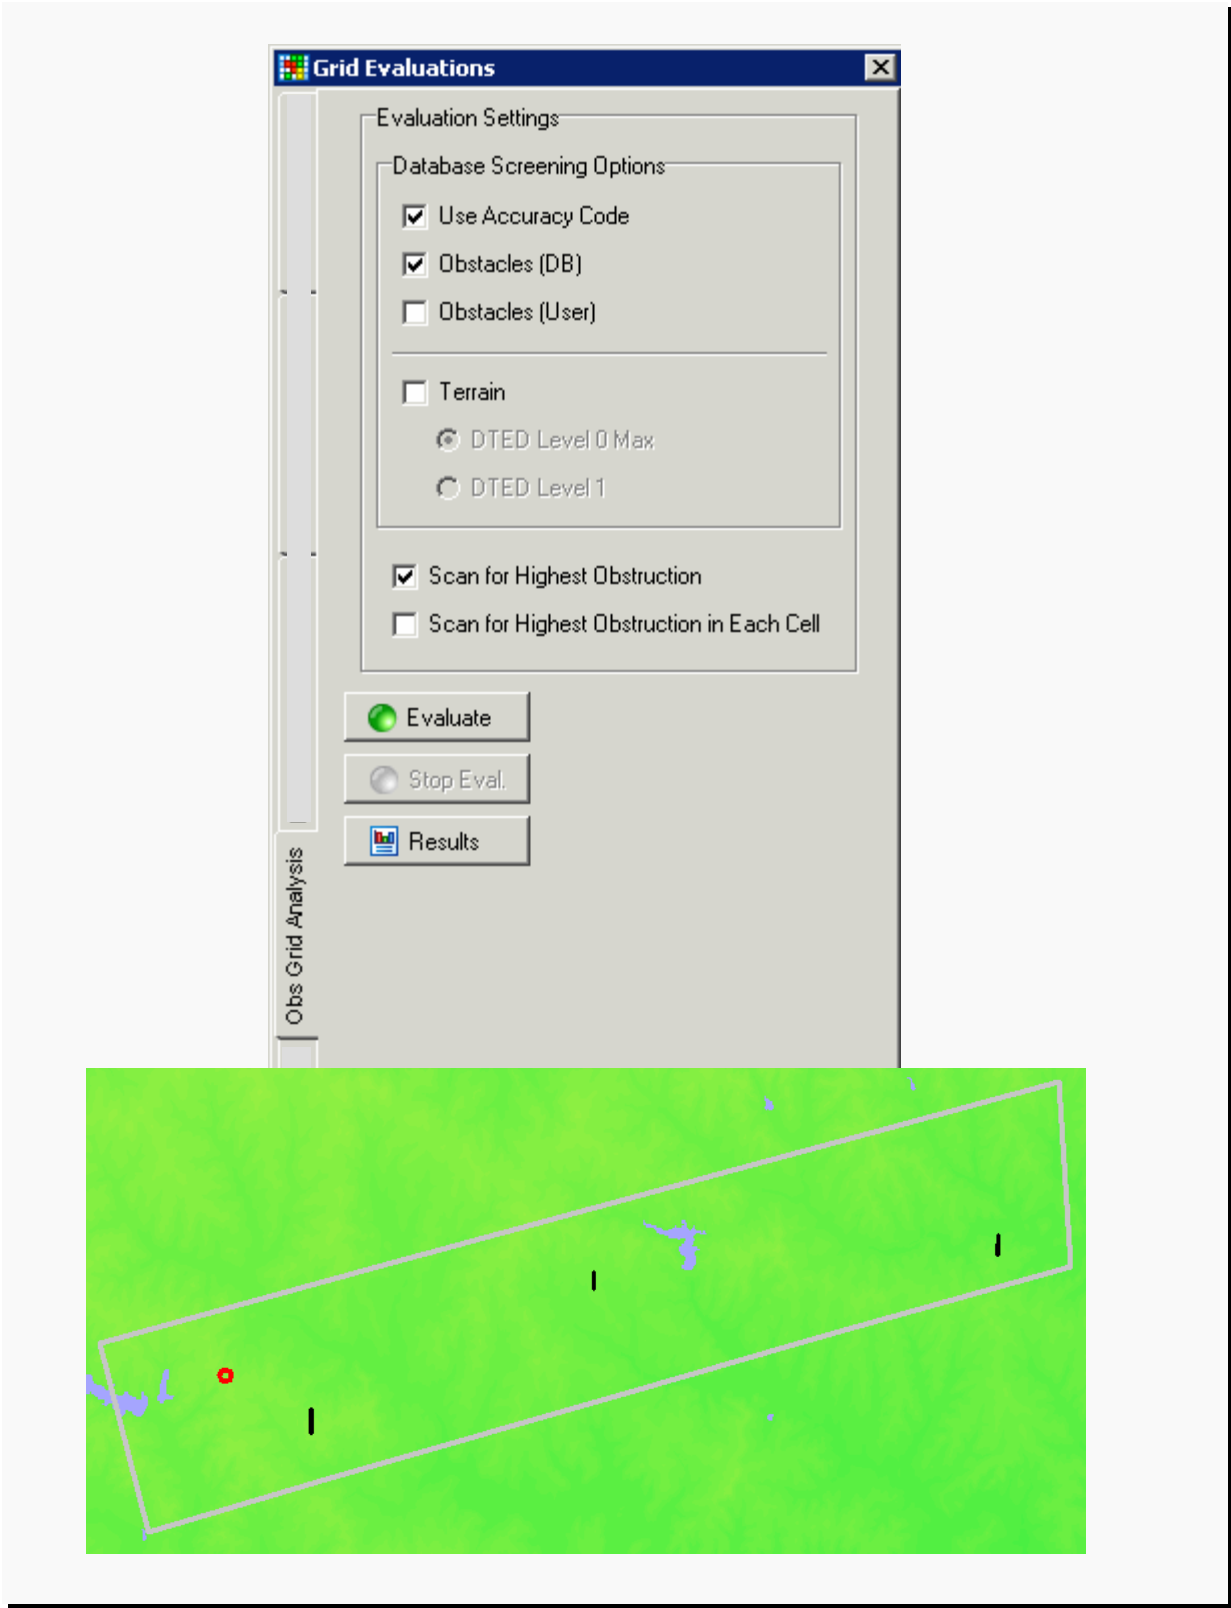 Grid Evaluations
Evaluation Settings
Database Screening Options
Use Accuracy Code
Obstacles (DB)
Obstacles (User)
Terrain
DTED Level 0 Max
DTED Level 1
Scan for Highest Obstruction
Scan for Highest Obstruction in Each Cell
Evaluate
Stop Eval.
Results
Obs Grid Analysis